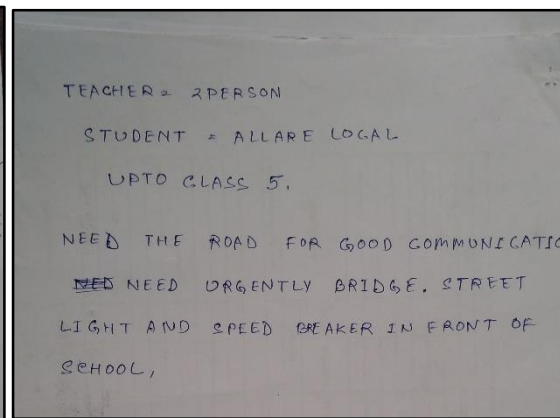 TEACHER = 2PERSON
STUDENT = ALLARE LOCAL
UPTO CLASS 5.
NEED THE ROAD FOR GOOD COMMUNICATIO
NEED URGENTLY BRIDGE. STREET
LIGHT AND SPEED BREAKER IN FRONT OF
SCHOOL,